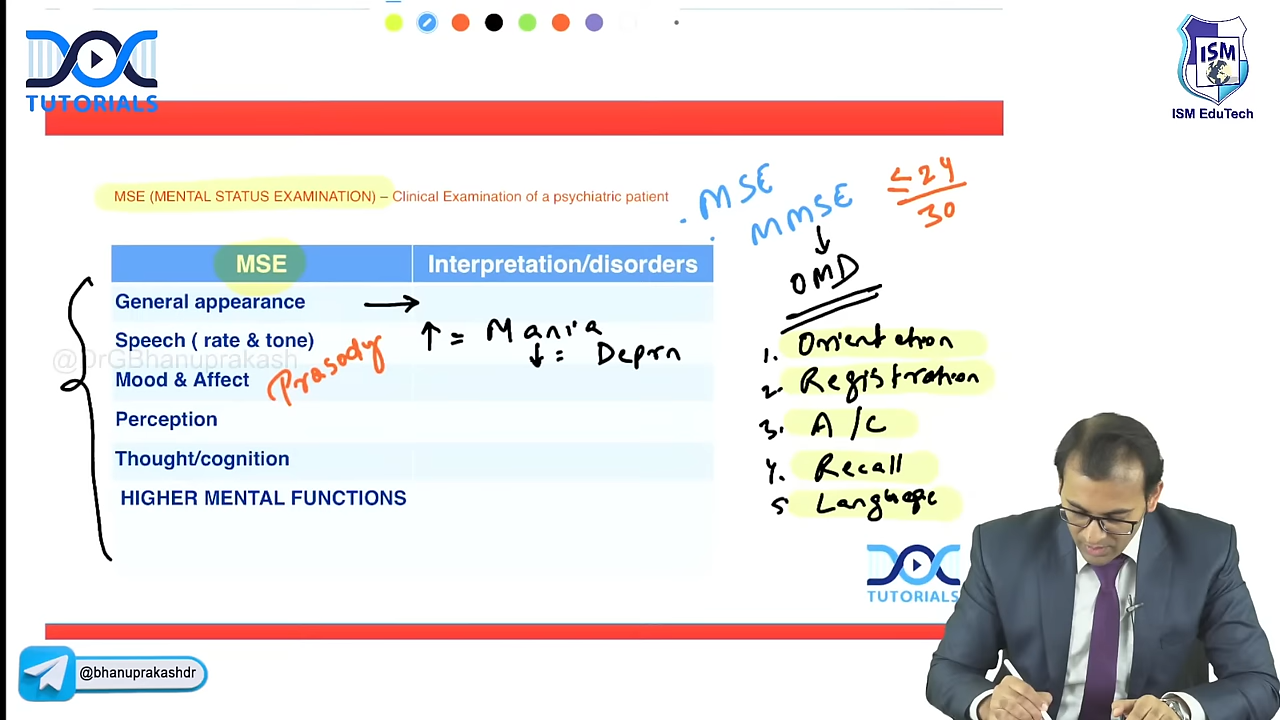 DOC
TUTORIALS
ISM
ISM EduTech
MSE (MENTAL STATUS EXAMINATION) – Clinical Examination of a psychiatric patient
MSE
MMSE
≤24
30
OMD
MSE Interpretation/disorders
General appearance →
Speech ( rate & tone) ↑ = Mania
@DrGBhanuprakash ↓ = Deprn
Mood & Affect Prasody
Perception
Thought/cognition
HIGHER MENTAL FUNCTIONS
1. Orientation
2. Registration
3. A/C
4. Recall
5 Language
DOC
TUTORIALS
@bhanuprakashdr